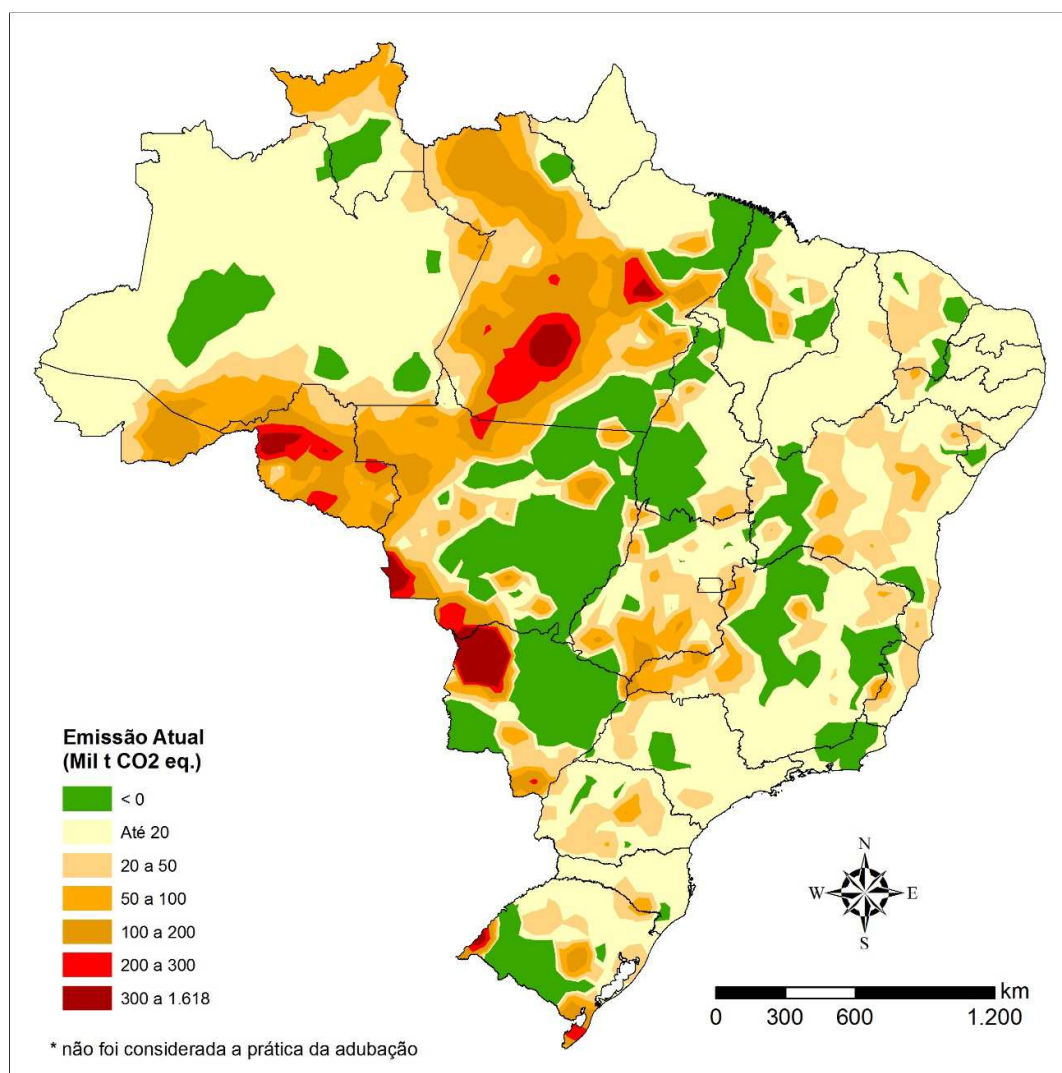 Emissão Atual
(Mil t CO2 eq.)
< 0
Até 20
20 a 50
50 a 100
100 a 200
200 a 300
300 a 1.618
* não foi considerada a prática da adubação
N
W
E
S
km
0 300 600 1.200